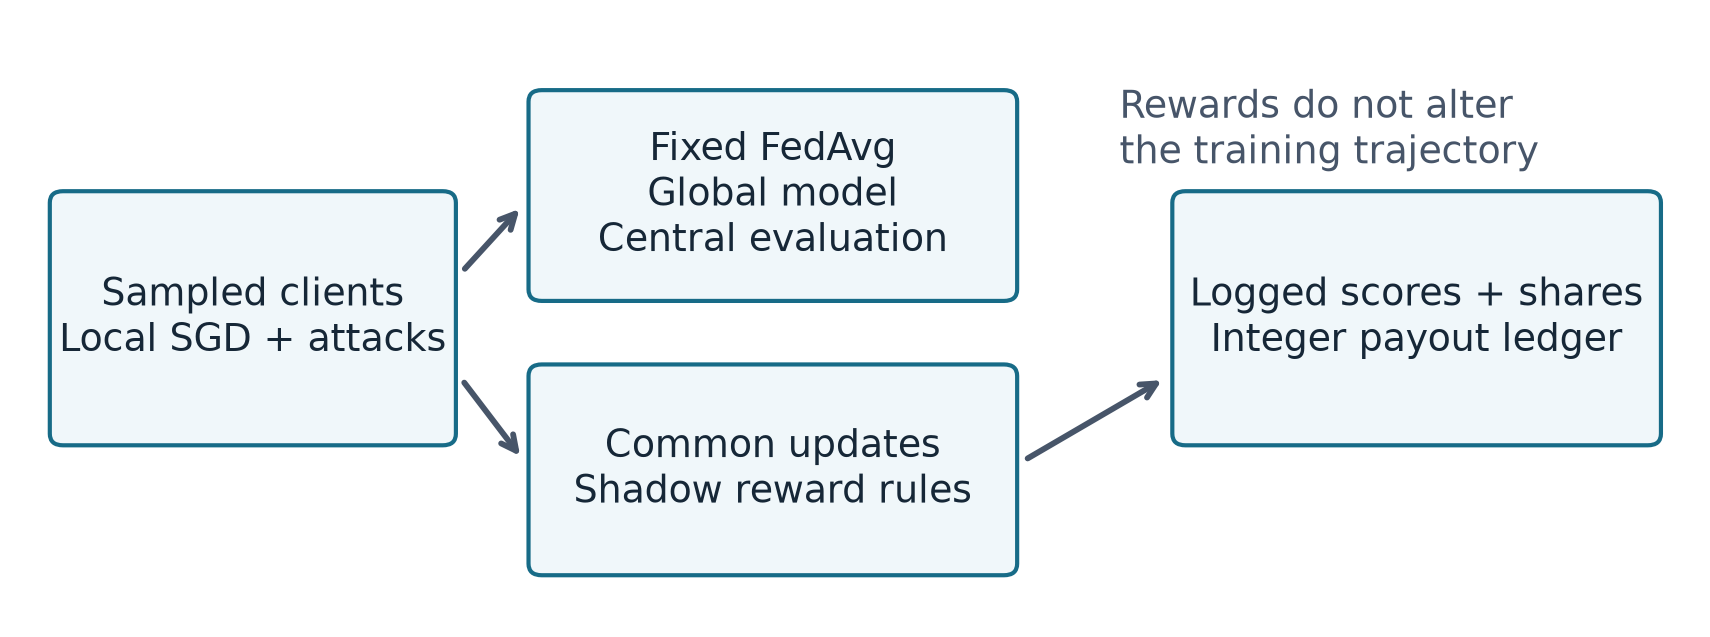 Sampled clients
Local SGD + attacks
Fixed FedAvg
Global model
Central evaluation
Common updates
Shadow reward rules
Rewards do not alter
the training trajectory
Logged scores + shares
Integer payout ledger